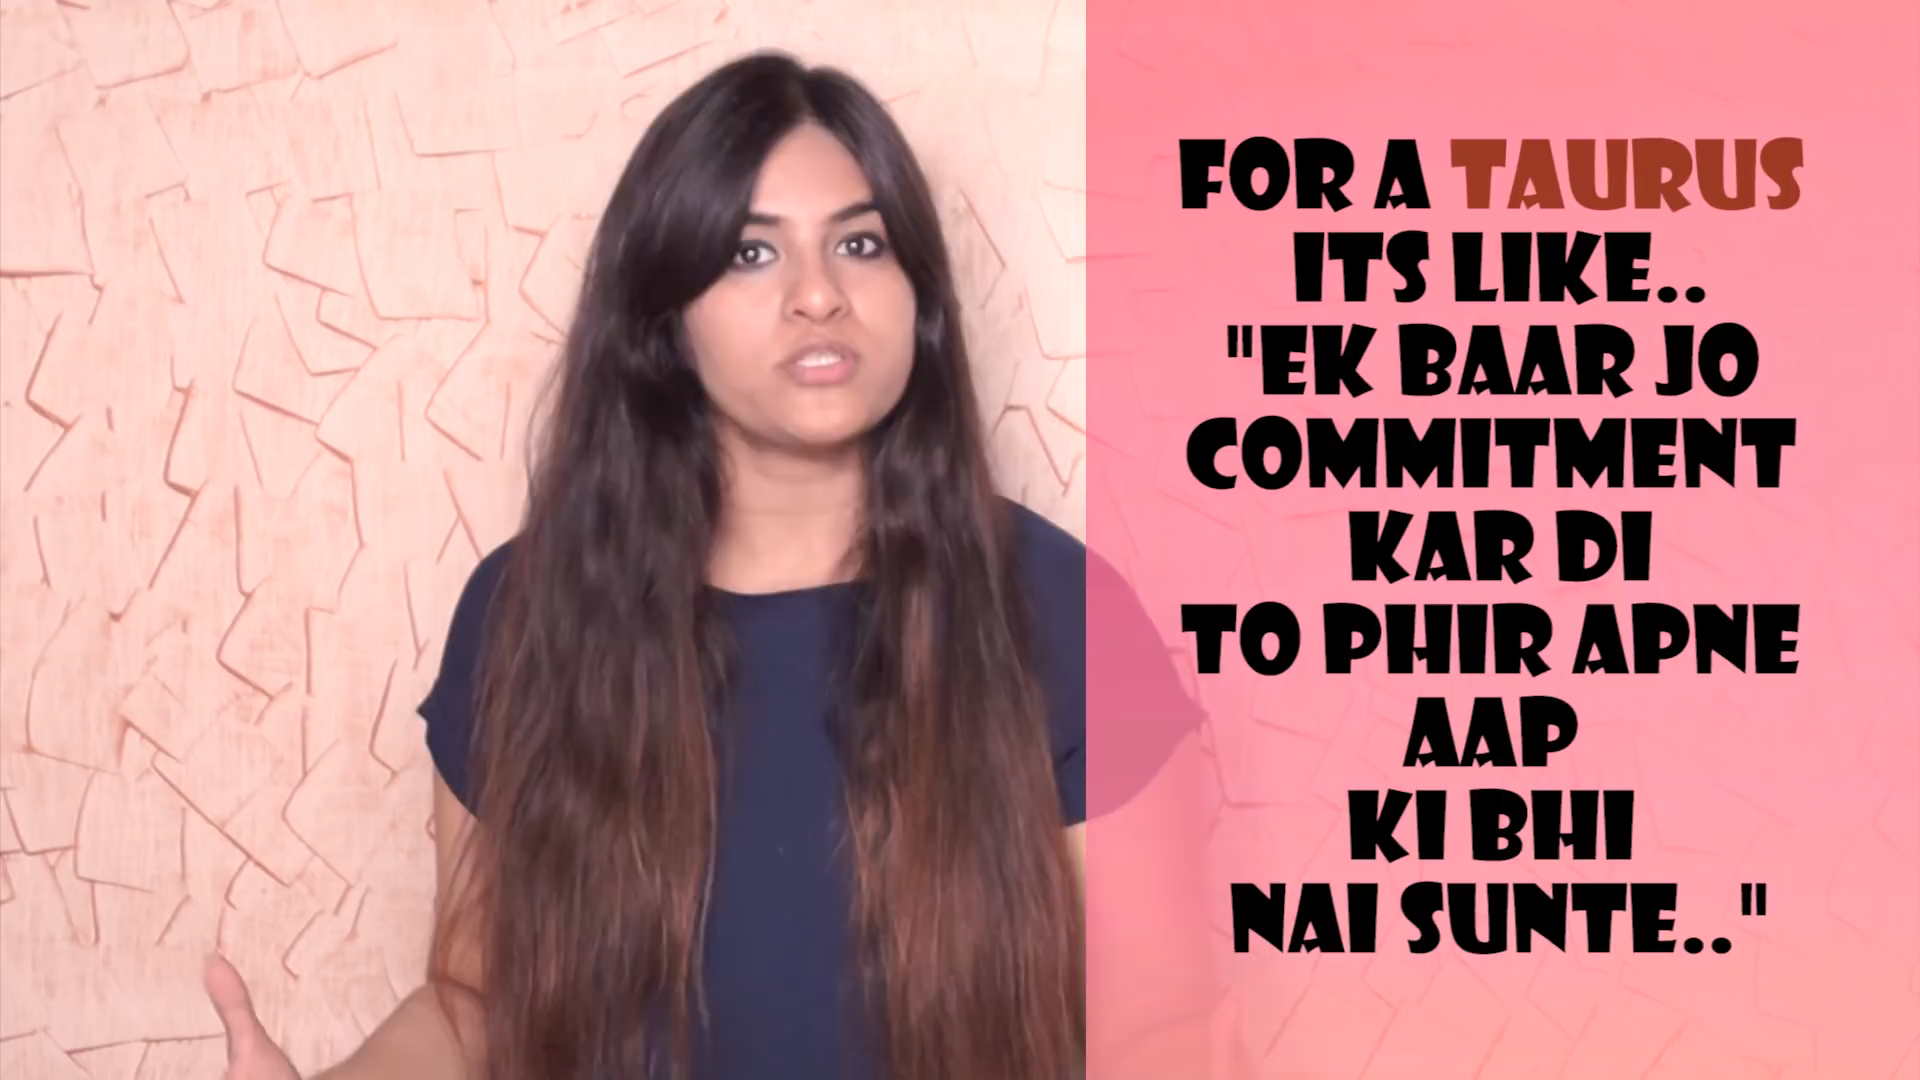 FOR A TAURUS
ITS LIKE..
"EK BAAR JO
COMMITMENT
KAR DI
TO PHIR APNE
AAP
KI BHI
NAI SUNTE.."